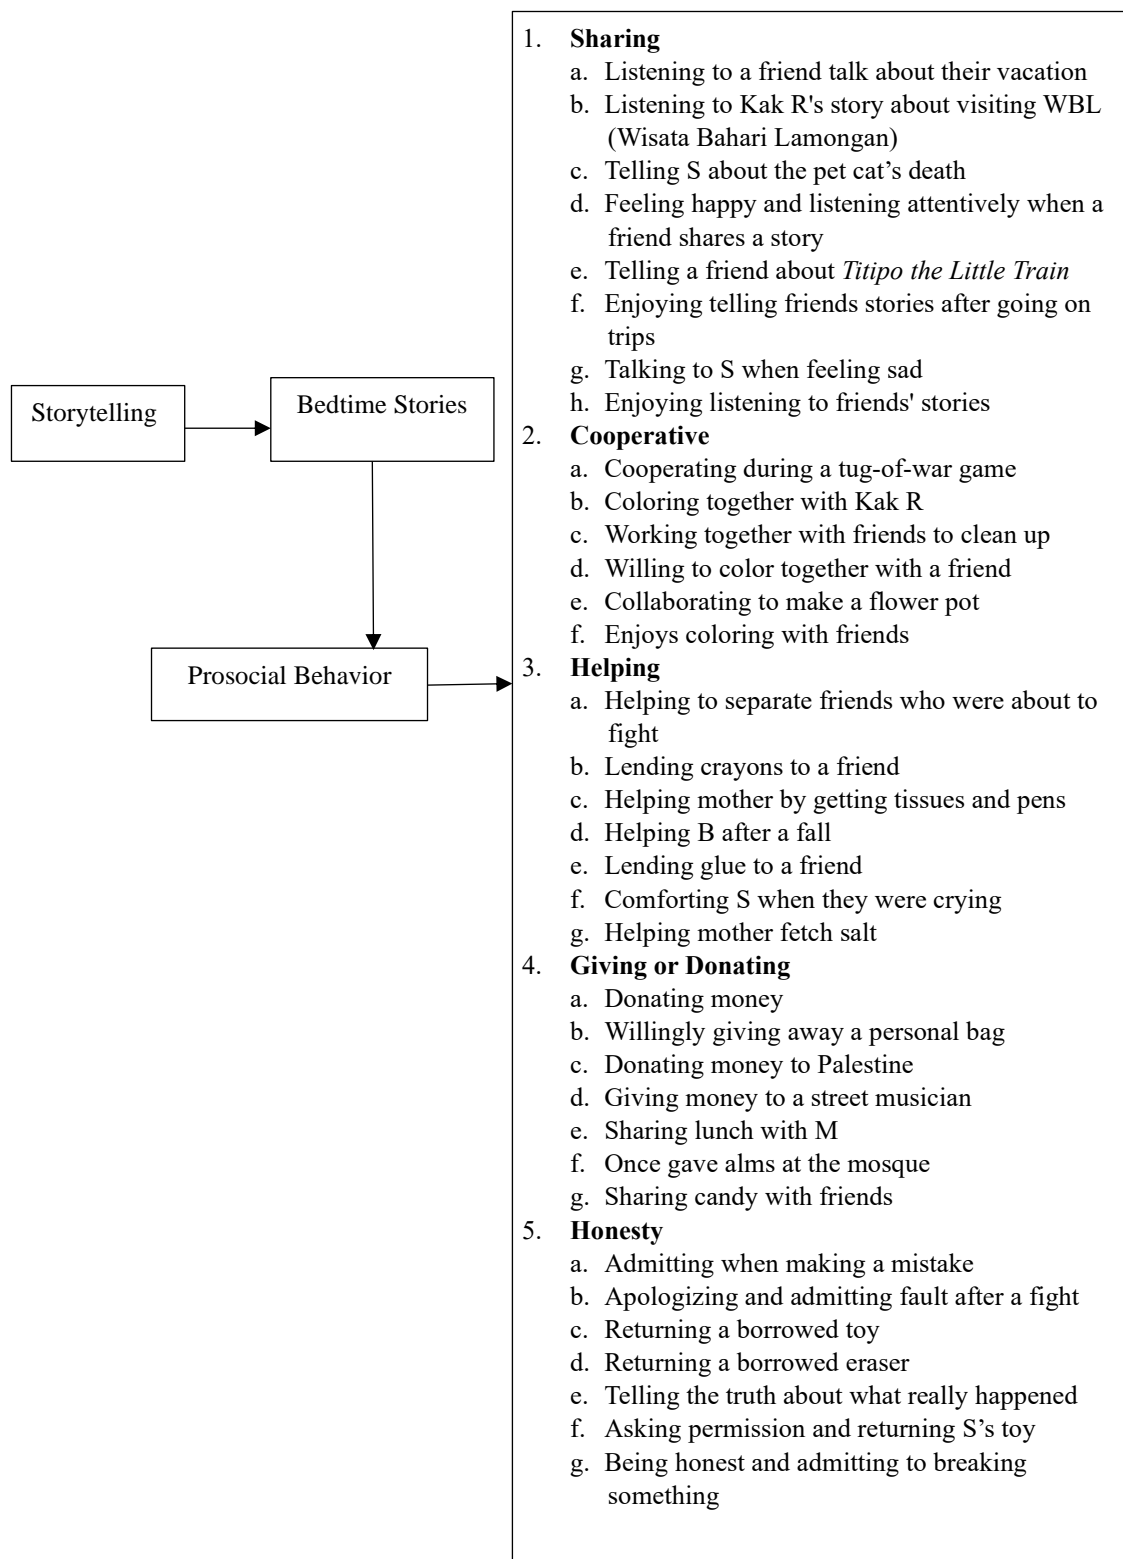 Storytelling
Bedtime Stories
Prosocial Behavior
1. Sharing
a. Listening to a friend talk about their vacation
b. Listening to Kak R's story about visiting WBL
(Wisata Bahari Lamongan)
c. Telling S about the pet cat’s death
d. Feeling happy and listening attentively when a
friend shares a story
e. Telling a friend about Titipo the Little Train
f. Enjoying telling friends stories after going on
trips
g. Talking to S when feeling sad
h. Enjoying listening to friends' stories
2. Cooperative
a. Cooperating during a tug-of-war game
b. Coloring together with Kak R
c. Working together with friends to clean up
d. Willing to color together with a friend
e. Collaborating to make a flower pot
f. Enjoys coloring with friends
3. Helping
a. Helping to separate friends who were about to
fight
b. Lending crayons to a friend
c. Helping mother by getting tissues and pens
d. Helping B after a fall
e. Lending glue to a friend
f. Comforting S when they were crying
g. Helping mother fetch salt
4. Giving or Donating
a. Donating money
b. Willingly giving away a personal bag
c. Donating money to Palestine
d. Giving money to a street musician
e. Sharing lunch with M
f. Once gave alms at the mosque
g. Sharing candy with friends
5. Honesty
a. Admitting when making a mistake
b. Apologizing and admitting fault after a fight
c. Returning a borrowed toy
d. Returning a borrowed eraser
e. Telling the truth about what really happened
f. Asking permission and returning S’s toy
g. Being honest and admitting to breaking
something